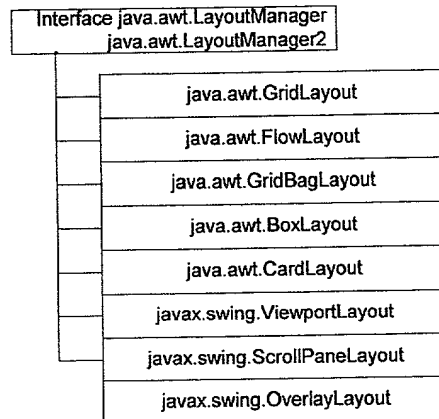 Interface java.awt.LayoutManager
java.awt.LayoutManager2
java.awt.GridLayout
java.awt.FlowLayout
java.awt.GridBagLayout
java.awt.BoxLayout
java.awt.CardLayout
javax.swing.ViewportLayout
javax.swing.ScrollPaneLayout
javax.swing.OverlayLayout